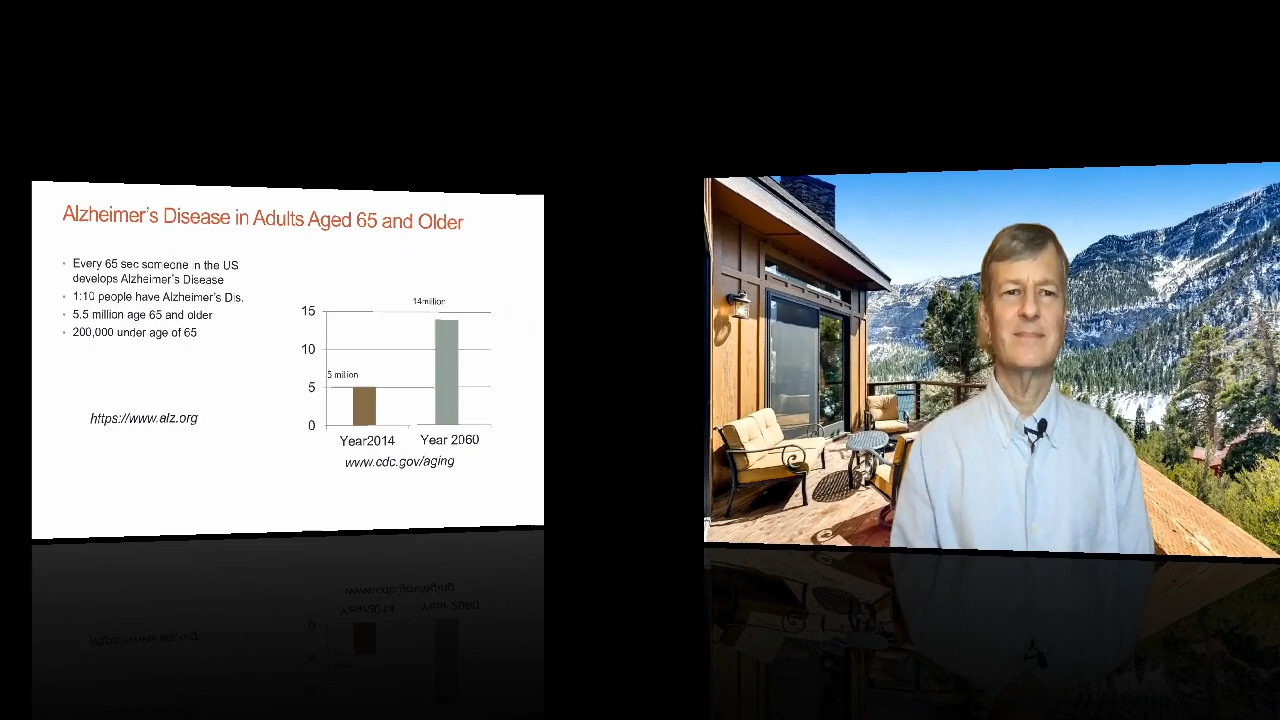 Alzheimer's Disease in Adults Aged 65 and Older
• Every 65 sec someone in the US
develops Alzheimer's Disease
• 1:10 people have Alzheimer's Dis.
• 5.5 million age 65 and older
• 200,000 under age of 65
https://www.alz.org
14million
15
10
5 million
5
0
Year2014 Year 2060
www.cdc.gov/aging